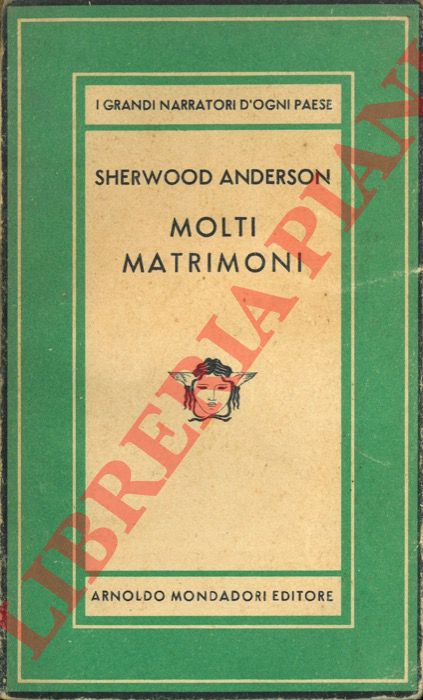 I GRANDI NARRATORI D'OGNI PAESE
SHERWOOD ANDERSON
MOLTI
MATRIMONI
ARNOLDO MONDADORI EDITORE
LIBRERIA PIANI